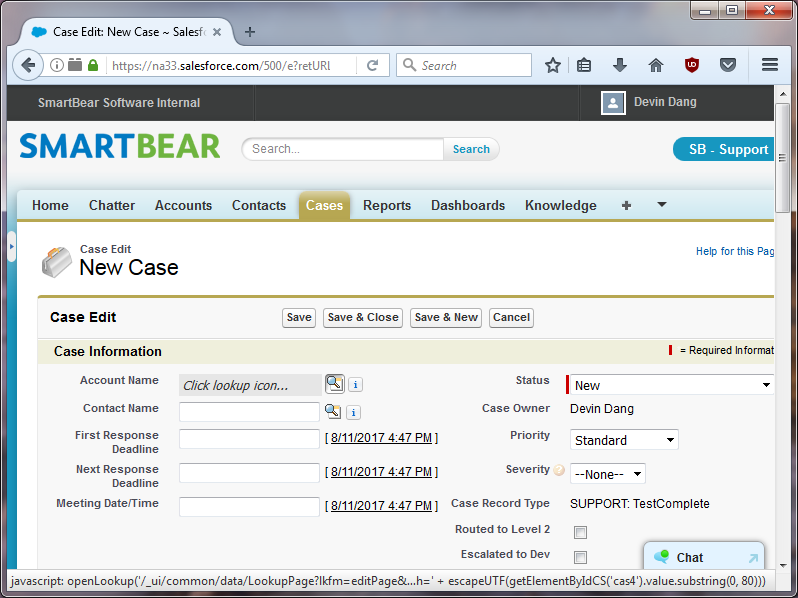 Case Edit: New Case ~ Salesf
https://na33.salesforce.com/500/e?retURL
Search
SmartBear Software Internal
Devin Dang
SMARTBEAR
Search...
Search
SB - Support
Home Chatter Accounts Contacts Cases Reports Dashboards Knowledge +
Case Edit
New Case
Help for this Pag
Case Edit
Save
Save & Close
Save & New
Cancel
Case Information
= Required Informat
Account Name
Click lookup icon...
i
Status
New
Contact Name
i
Case Owner
Devin Dang
First Response
Deadline
[ 8/11/2017 4:47 PM ]
Priority
Standard
Next Response
Deadline
[ 8/11/2017 4:47 PM ]
Severity
?
--None--
Meeting Date/Time
[ 8/11/2017 4:47 PM ]
Case Record Type
SUPPORT: TestComplete
Routed to Level 2
Escalated to Dev
Chat
javascript: openLookup('/_ui/common/data/LookupPage?lkfm=editPage&...h=' + escapeUTF(getElementByIdCS('cas4').value.substring(0, 80)))